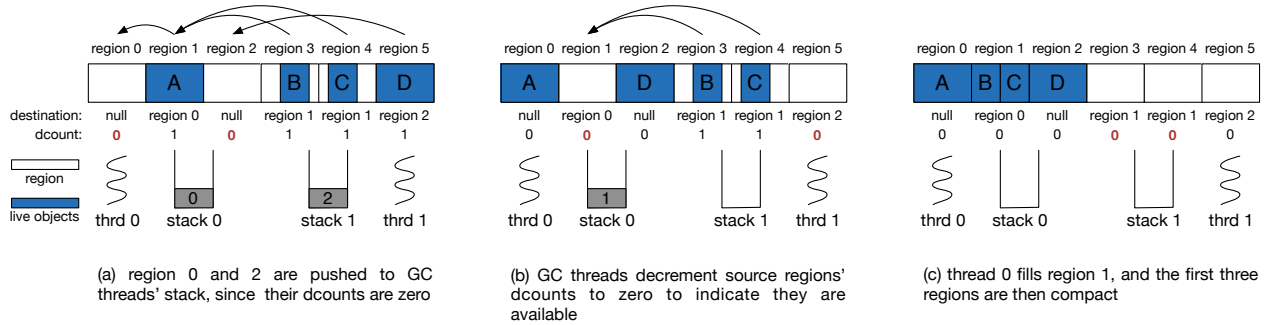 region 0 region 1 region 2 region 3 region 4 region 5
A B C D
destination: null region 0 null region 1 region 1 region 2
dcount: 0 1 0 1 1 1
region
live objects
0 2
thrd 0 stack 0 stack 1 thrd 1
(a) region 0 and 2 are pushed to GC
threads' stack, since their dcounts are zero
region 0 region 1 region 2 region 3 region 4 region 5
A D B C
null region 0 null region 1 region 1 region 2
0 0 0 1 1 0
1
thrd 0 stack 0 stack 1 thrd 1
(b) GC threads decrement source regions'
dcounts to zero to indicate they are
available
region 0 region 1 region 2 region 3 region 4 region 5
A B C D
null region 0 null region 1 region 1 region 2
0 0 0 0 0 0
thrd 0 stack 0 stack 1 thrd 1
(c) thread 0 fills region 1, and the first three
regions are then compact